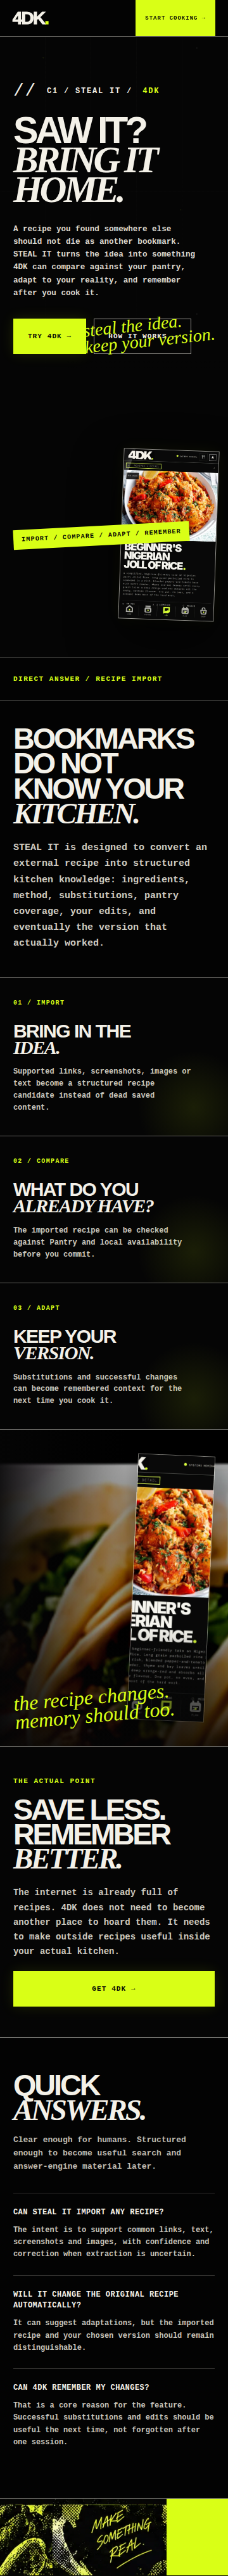 4DK.
START COOKING →
// C1 / STEAL IT / 4DK
SAW IT?
BRING IT
HOME.
A recipe you found somewhere else
should not die as another bookmark.
STEAL IT turns the idea into something
4DK can compare against your pantry,
adapt to your reality, and remember
after you cook it.
TRY 4DK →
HOW IT WORKS
steal the idea.
keep your version.
4DK.
IMPORT / COMPARE / ADAPT / REMEMBER
BEGINNER'S
NIGERIAN
JOLLOF RICE.
DIRECT ANSWER / RECIPE IMPORT
BOOKMARKS
DO NOT
KNOW YOUR
KITCHEN.
STEAL IT is designed to convert an
external recipe into structured
kitchen knowledge: ingredients,
method, substitutions, pantry
coverage, your edits, and
eventually the version that
actually worked.
01 / IMPORT
BRING IN THE
IDEA.
Supported links, screenshots, images or
text become a structured recipe
candidate instead of dead saved
content.
02 / COMPARE
WHAT DO YOU
ALREADY HAVE?
The imported recipe can be checked
against Pantry and local availability
before you commit.
03 / ADAPT
KEEP YOUR
VERSION.
Substitutions and successful changes
can become remembered context for the
next time you cook it.
K.
INNER'S
ERIAN
LOF RICE.
the recipe changes.
memory should too.
THE ACTUAL POINT
SAVE LESS.
REMEMBER
BETTER.
The internet is already full of
recipes. 4DK does not need to become
another place to hoard them. It needs
to make outside recipes useful inside
your actual kitchen.
GET 4DK →
QUICK
ANSWERS.
Clear enough for humans. Structured
enough to become useful search and
answer-engine material later.
CAN STEAL IT IMPORT ANY RECIPE?
The intent is to support common links, text,
screenshots and images, with confidence and
correction when extraction is uncertain.
WILL IT CHANGE THE ORIGINAL RECIPE
AUTOMATICALLY?
It can suggest adaptations, but the imported
recipe and your chosen version should remain
distinguishable.
CAN 4DK REMEMBER MY CHANGES?
That is a core reason for the feature.
Successful substitutions and edits should be
useful the next time, not forgotten after
one session.
MAKE
SOMETHING
REAL.